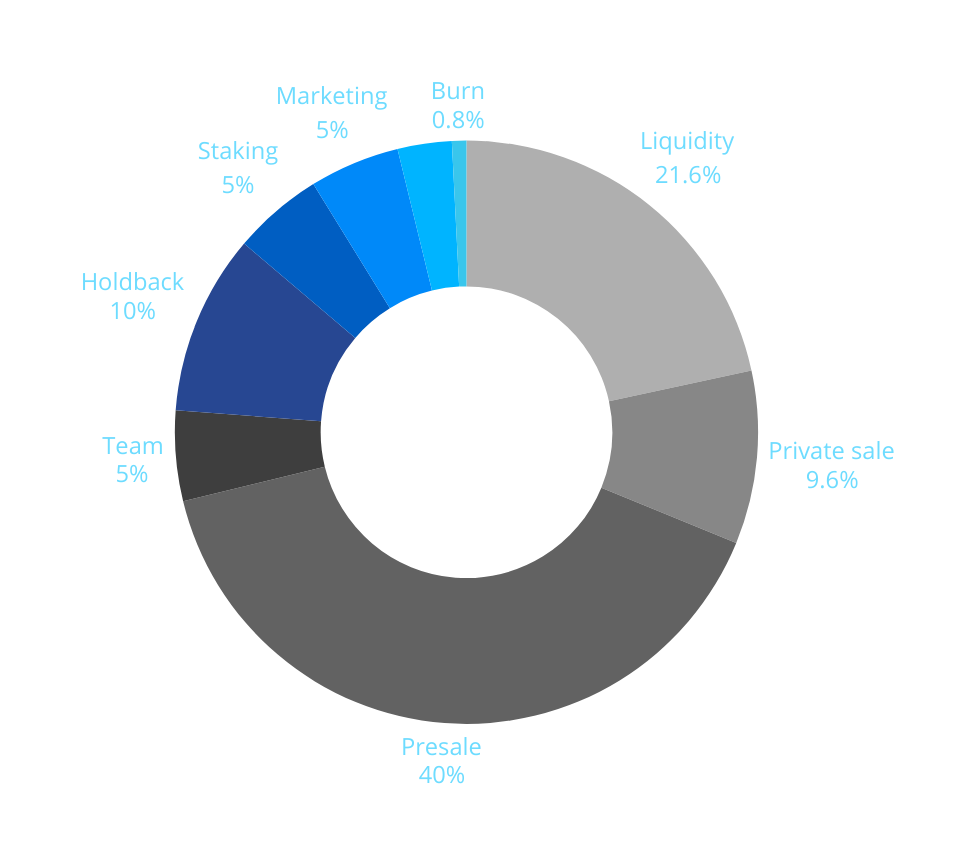 Burn
0.8%
Marketing
5%
Staking
5%
Liquidity
21.6%
Holdback
10%
Team
5%
Private sale
9.6%
Presale
40%